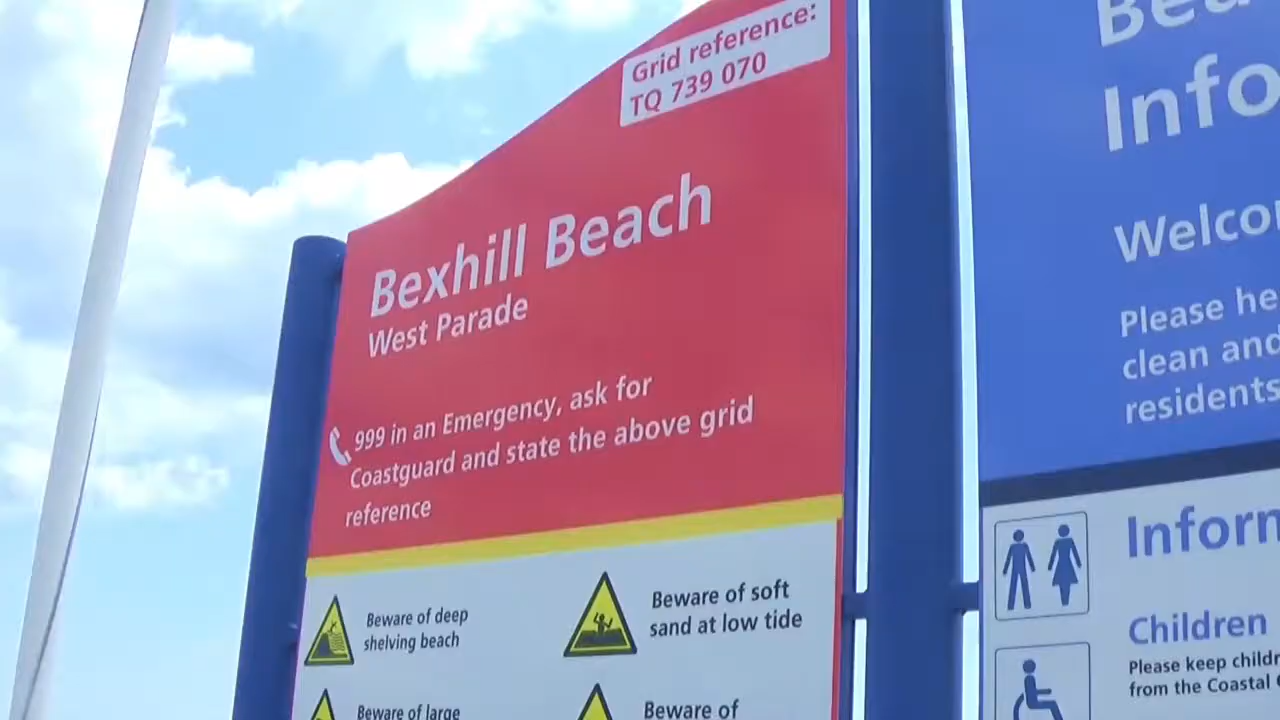 Grid reference:
TQ 739 070
Bexhill Beach
West Parade
999 in an Emergency, ask for
Coastguard and state the above grid
reference
Beware of deep
shelving beach
Beware of soft
sand at low tide
Beware of large
Beware of
Info
Welco
Please he
clean and
residents
Inform
Children
Please keep childr
from the Coastal